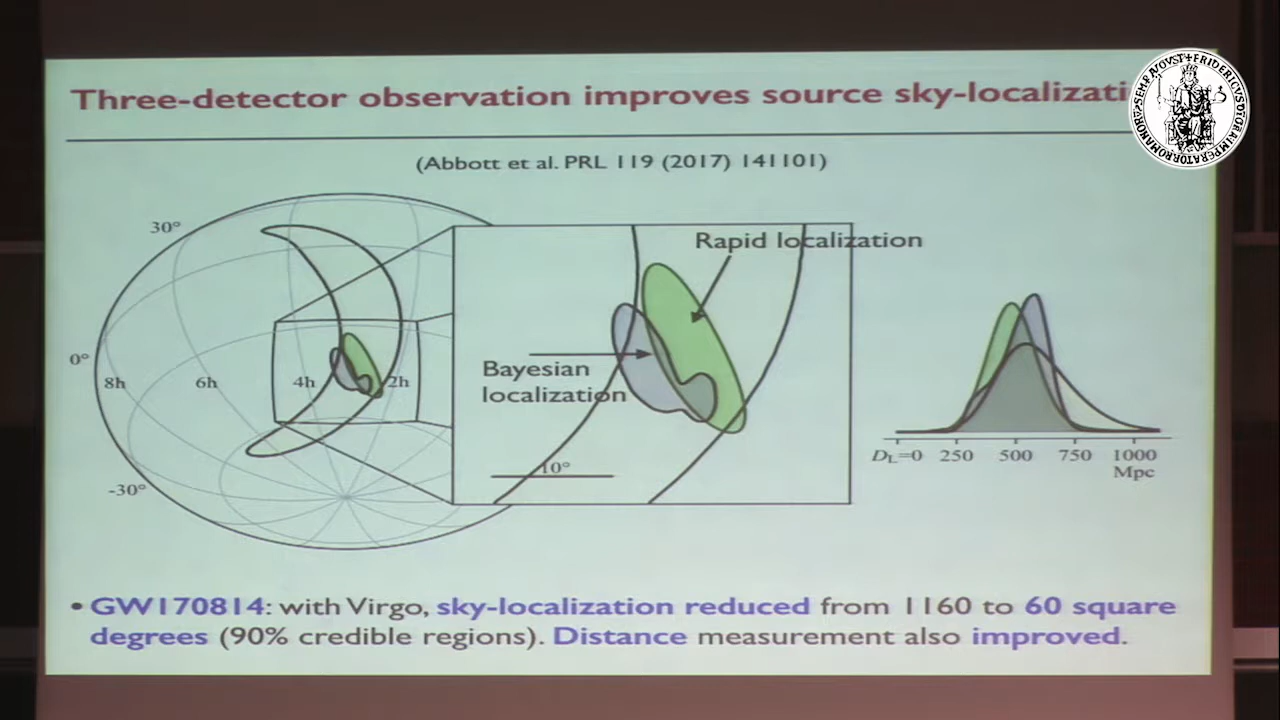 Three-detector observation improves source sky-localizati
(Abbott et al. PRL 119 (2017) 141101)
30°
0°
8h 6h 4h 2h
-30°
Rapid localization
Bayesian
localization
10°
D_L=0 250 500 750 1000
Mpc
• GW170814: with Virgo, sky-localization reduced from 1160 to 60 square
degrees (90% credible regions). Distance measurement also improved.